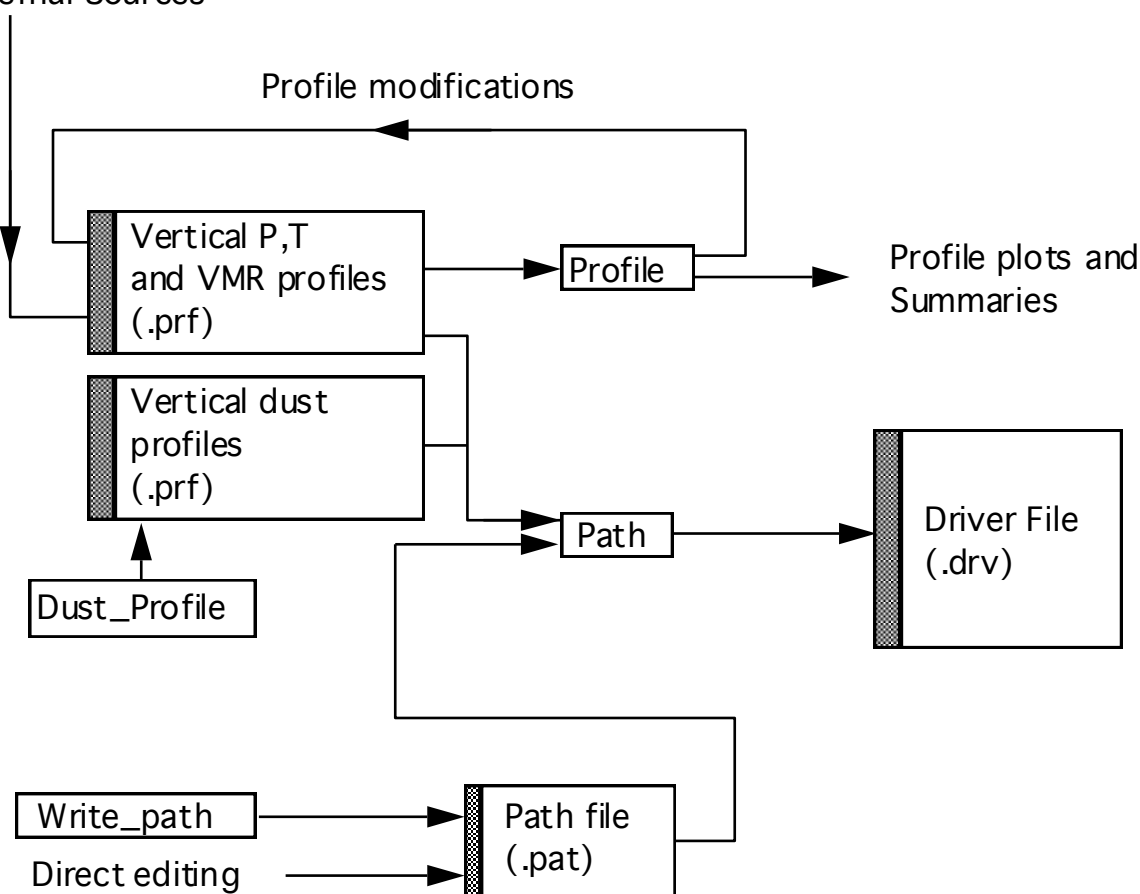 Sources
Profile modifications
Vertical P,T
and VMR profiles
(.prf)
Profile
Profile plots and
Summaries
Vertical dust
profiles
(.prf)
Driver File
(.drv)
Path
Dust_Profile
Write_path
Path file
(.pat)
Direct editing